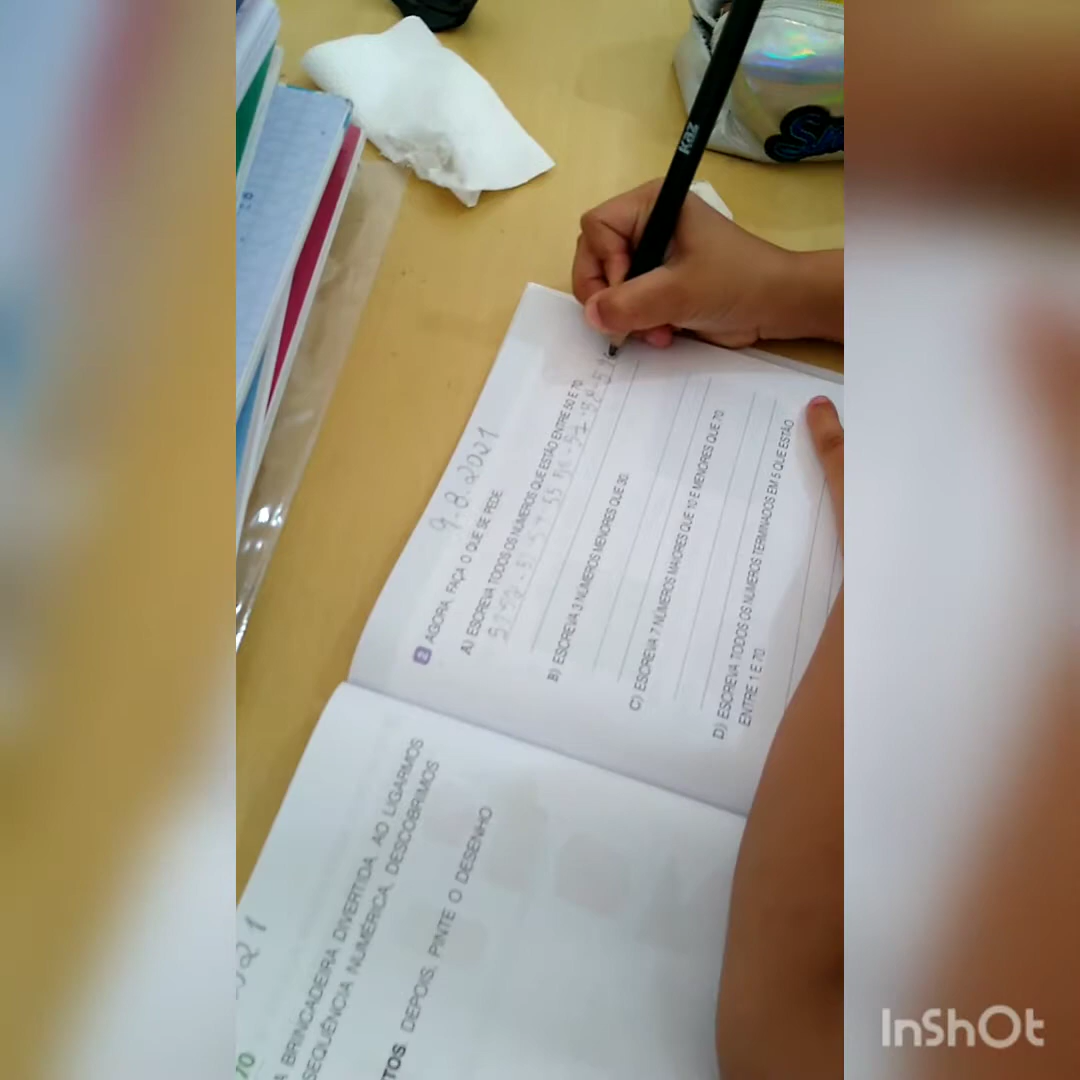 9-8-2021
2 AGORA, FAÇA O QUE SE PEDE.
A) ESCREVA TODOS OS NÚMEROS QUE ESTÃO ENTRE 50 E 70.
B) ESCREVA 3 NÚMEROS MENORES QUE 30.
C) ESCREVA 7 NÚMEROS MAIORES QUE 10 E MENORES QUE 70
D) ESCREVA TODOS OS NÚMEROS TERMINADOS EM 5 QUE ESTÃO
ENTRE 1 E 70.
BRINCADEIRA DIVERTIDA. AO LIGARMOS
SEQUÊNCIA NUMÉRICA, DESCOBRIMOS
TOS. DEPOIS, PINTE O DESENHO
Kaz
InShOt